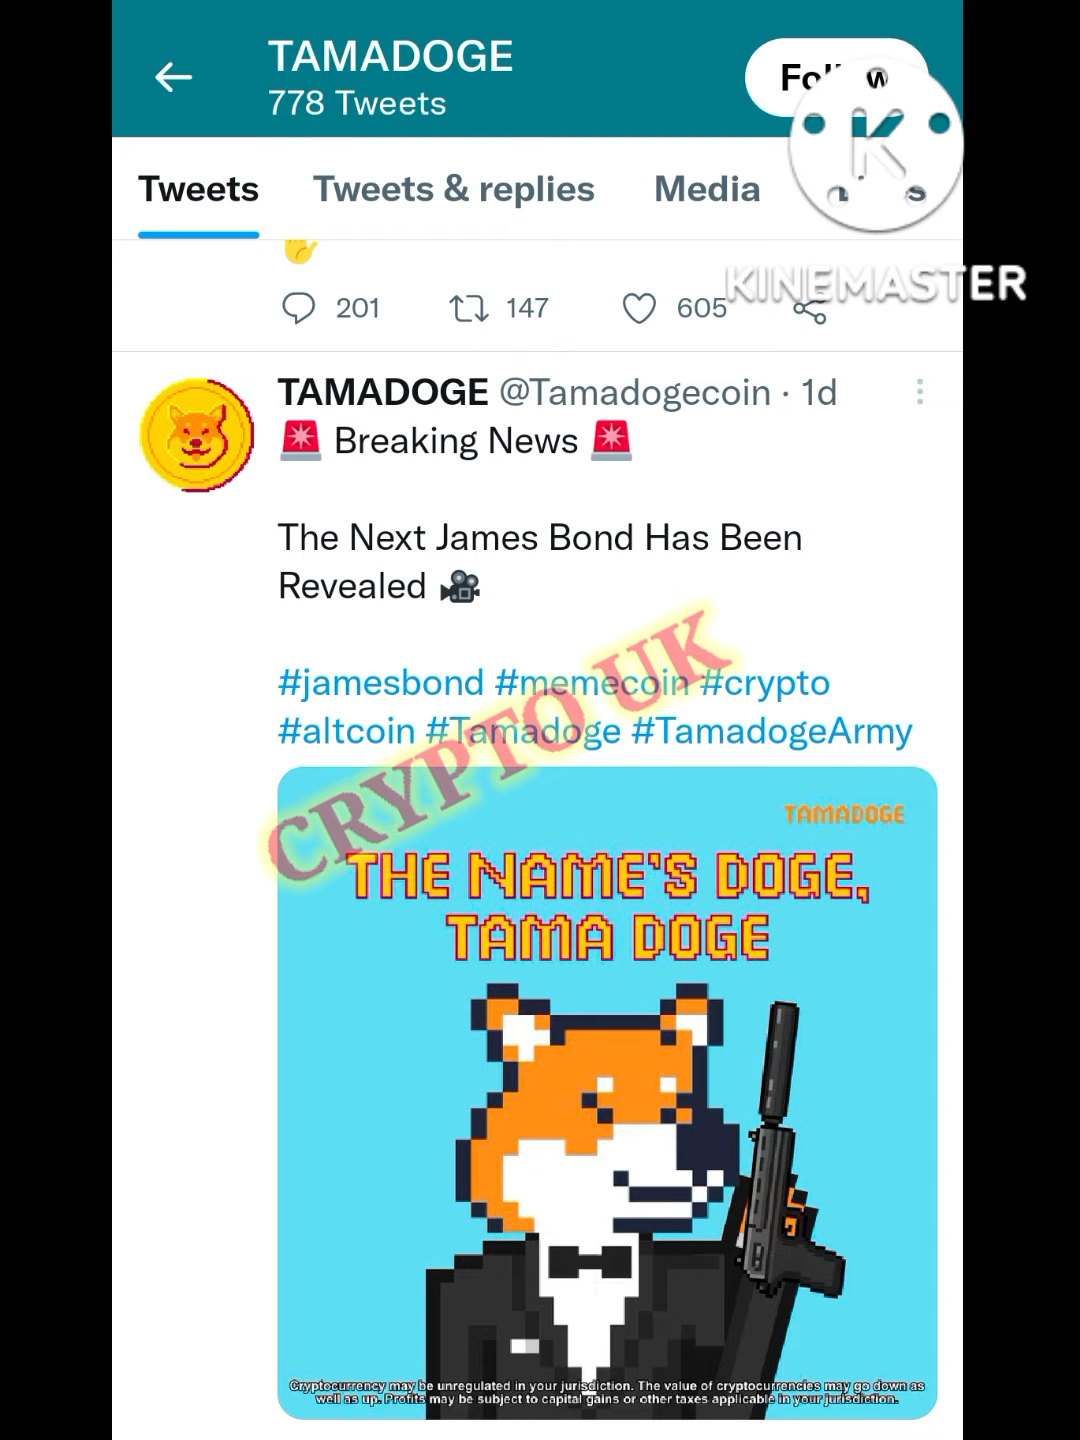 TAMADOGE
778 Tweets
Tweets
Tweets & replies
Media
KINEMASTER
201
147
605
TAMADOGE @Tamadogecoin · 1d
🚨 Breaking News 🚨
The Next James Bond Has Been
Revealed 🎥
#jamesbond #memecoin #crypto
#altcoin #Tamadoge #TamadogeArmy
CRYPTO UK
TAMADOGE
THE NAME'S DOGE,
TAMA DOGE
Cryptocurrency may be unregulated in your jurisdiction. The value of cryptocurrencies may go down as
well as up. Profits may be subject to capital gains or other taxes applicable in your jurisdiction.